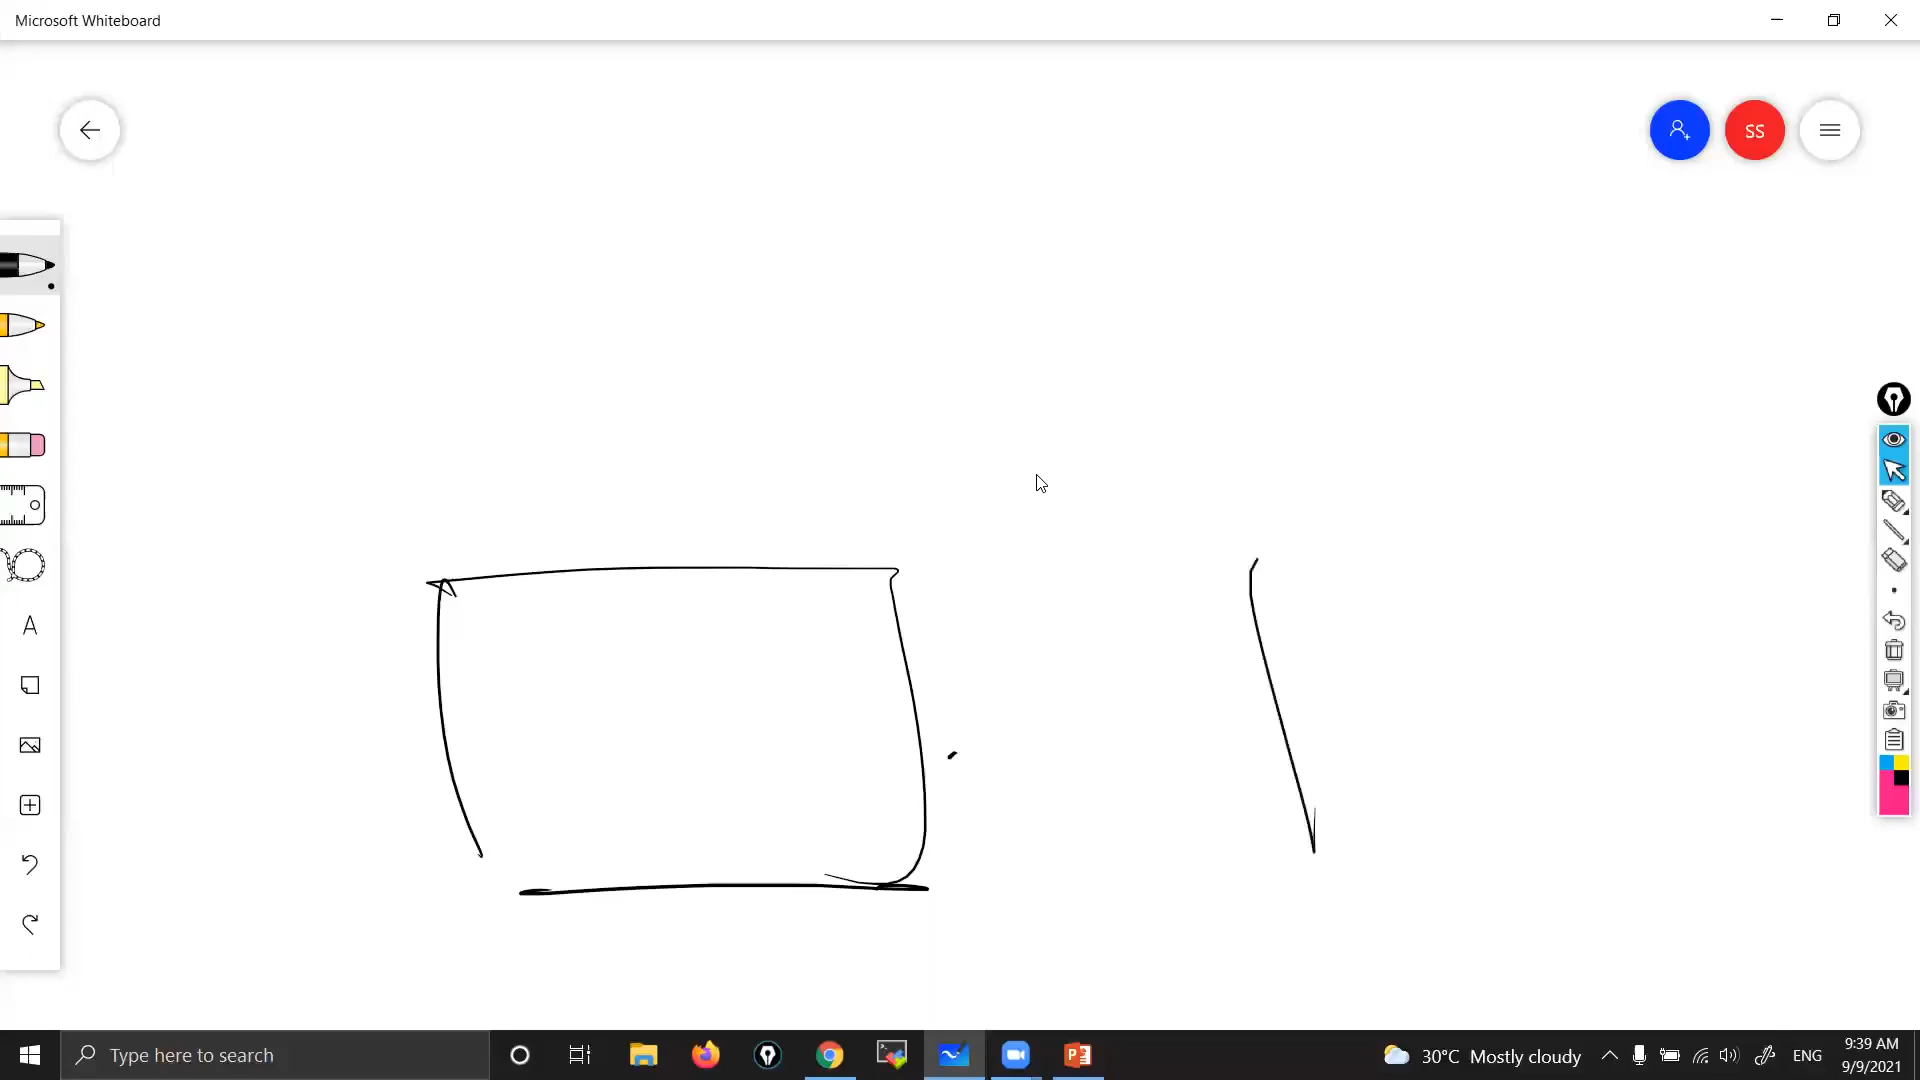 Microsoft Whiteboard
SS
A
Type here to search
30°C Mostly cloudy
ENG
9:39 AM
9/9/2021